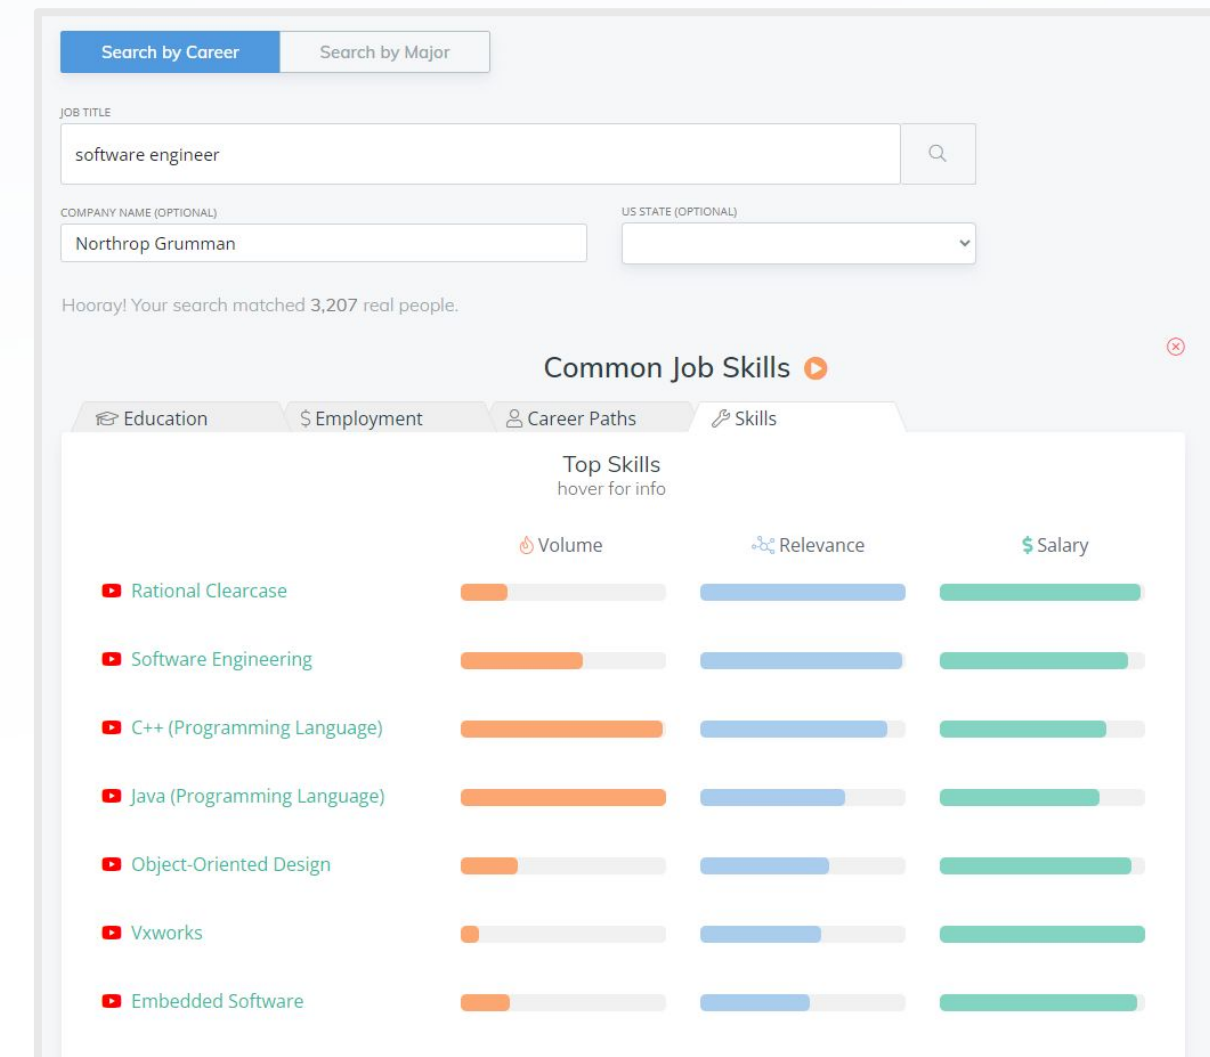 Search by Career
Search by Major
JOB TITLE
software engineer
COMPANY NAME (OPTIONAL)
US STATE (OPTIONAL)
Northrop Grumman
Hooray! Your search matched 3,207 real people.
Common Job Skills
Education
$ Employment
Career Paths
Skills
Top Skills
hover for info
Volume
Relevance
$ Salary
Rational Clearcase
Software Engineering
C++ (Programming Language)
Java (Programming Language)
Object-Oriented Design
Vxworks
Embedded Software